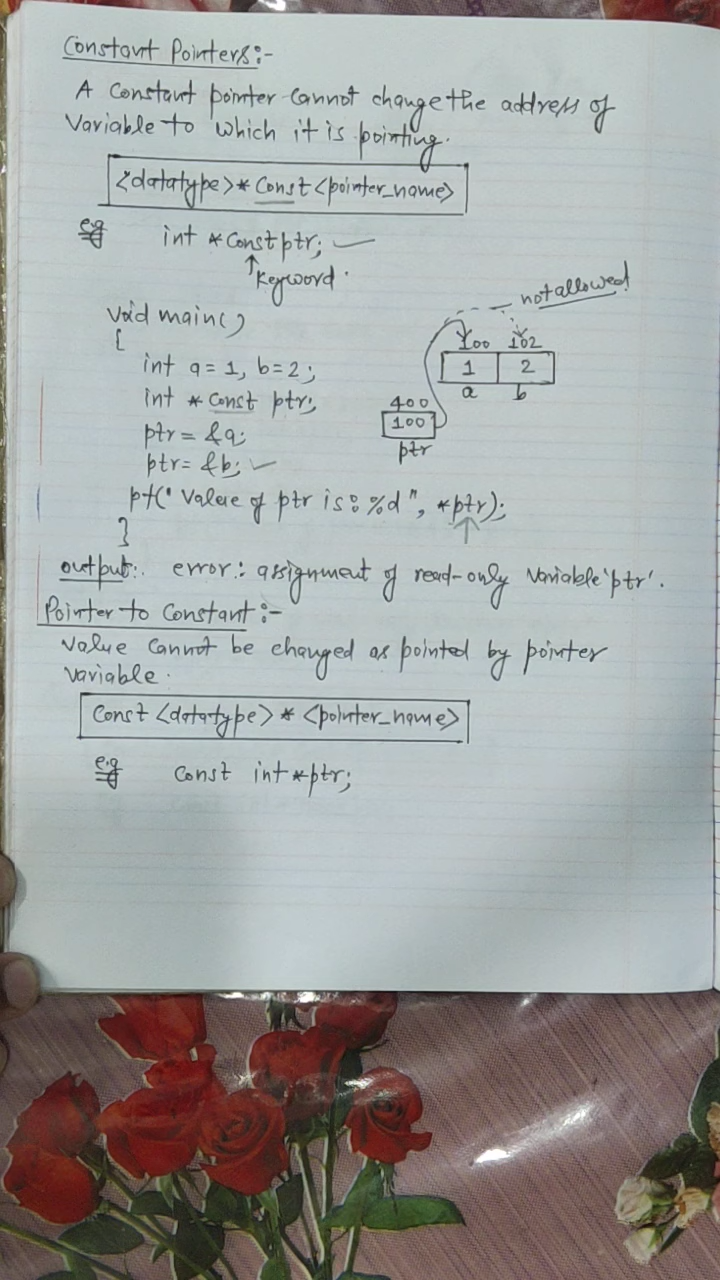 Constant Pointers:-
A Constant pointer cannot change the address of
Variable to which it is pointing.
<datatype>* Const <pointer_name>
e.g int *Const ptr;
Keyword.
Void main()
{
int a = 1, b = 2;
int * Const ptr;
ptr = &a;
ptr = &b;
pf(" Value of ptr is: %d", *ptr);
}
not allowed
100 102
1 2
a b
400
100
ptr
output:. error: assignment of read-only Variable 'ptr'.
Pointer to Constant:-
Value Cannot be changed as pointed by pointer
Variable.
Const <datatype> * <pointer_name>
e.g Const int *ptr;